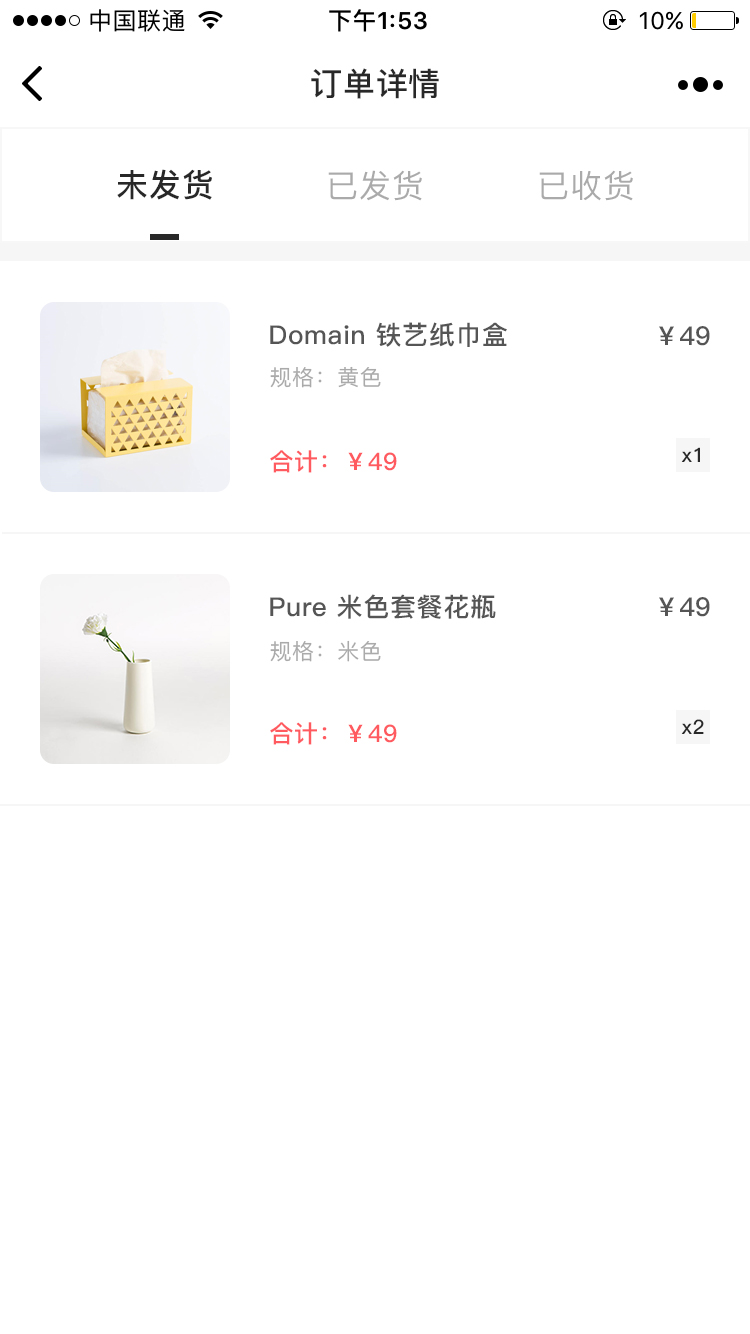 中国联通 下午1:53 10%
订单详情
未发货 已发货 已收货
Domain 铁艺纸巾盒 ¥49
规格：黄色
合计：¥49 x1
Pure 米色套餐花瓶 ¥49
规格：米色
合计：¥49 x2